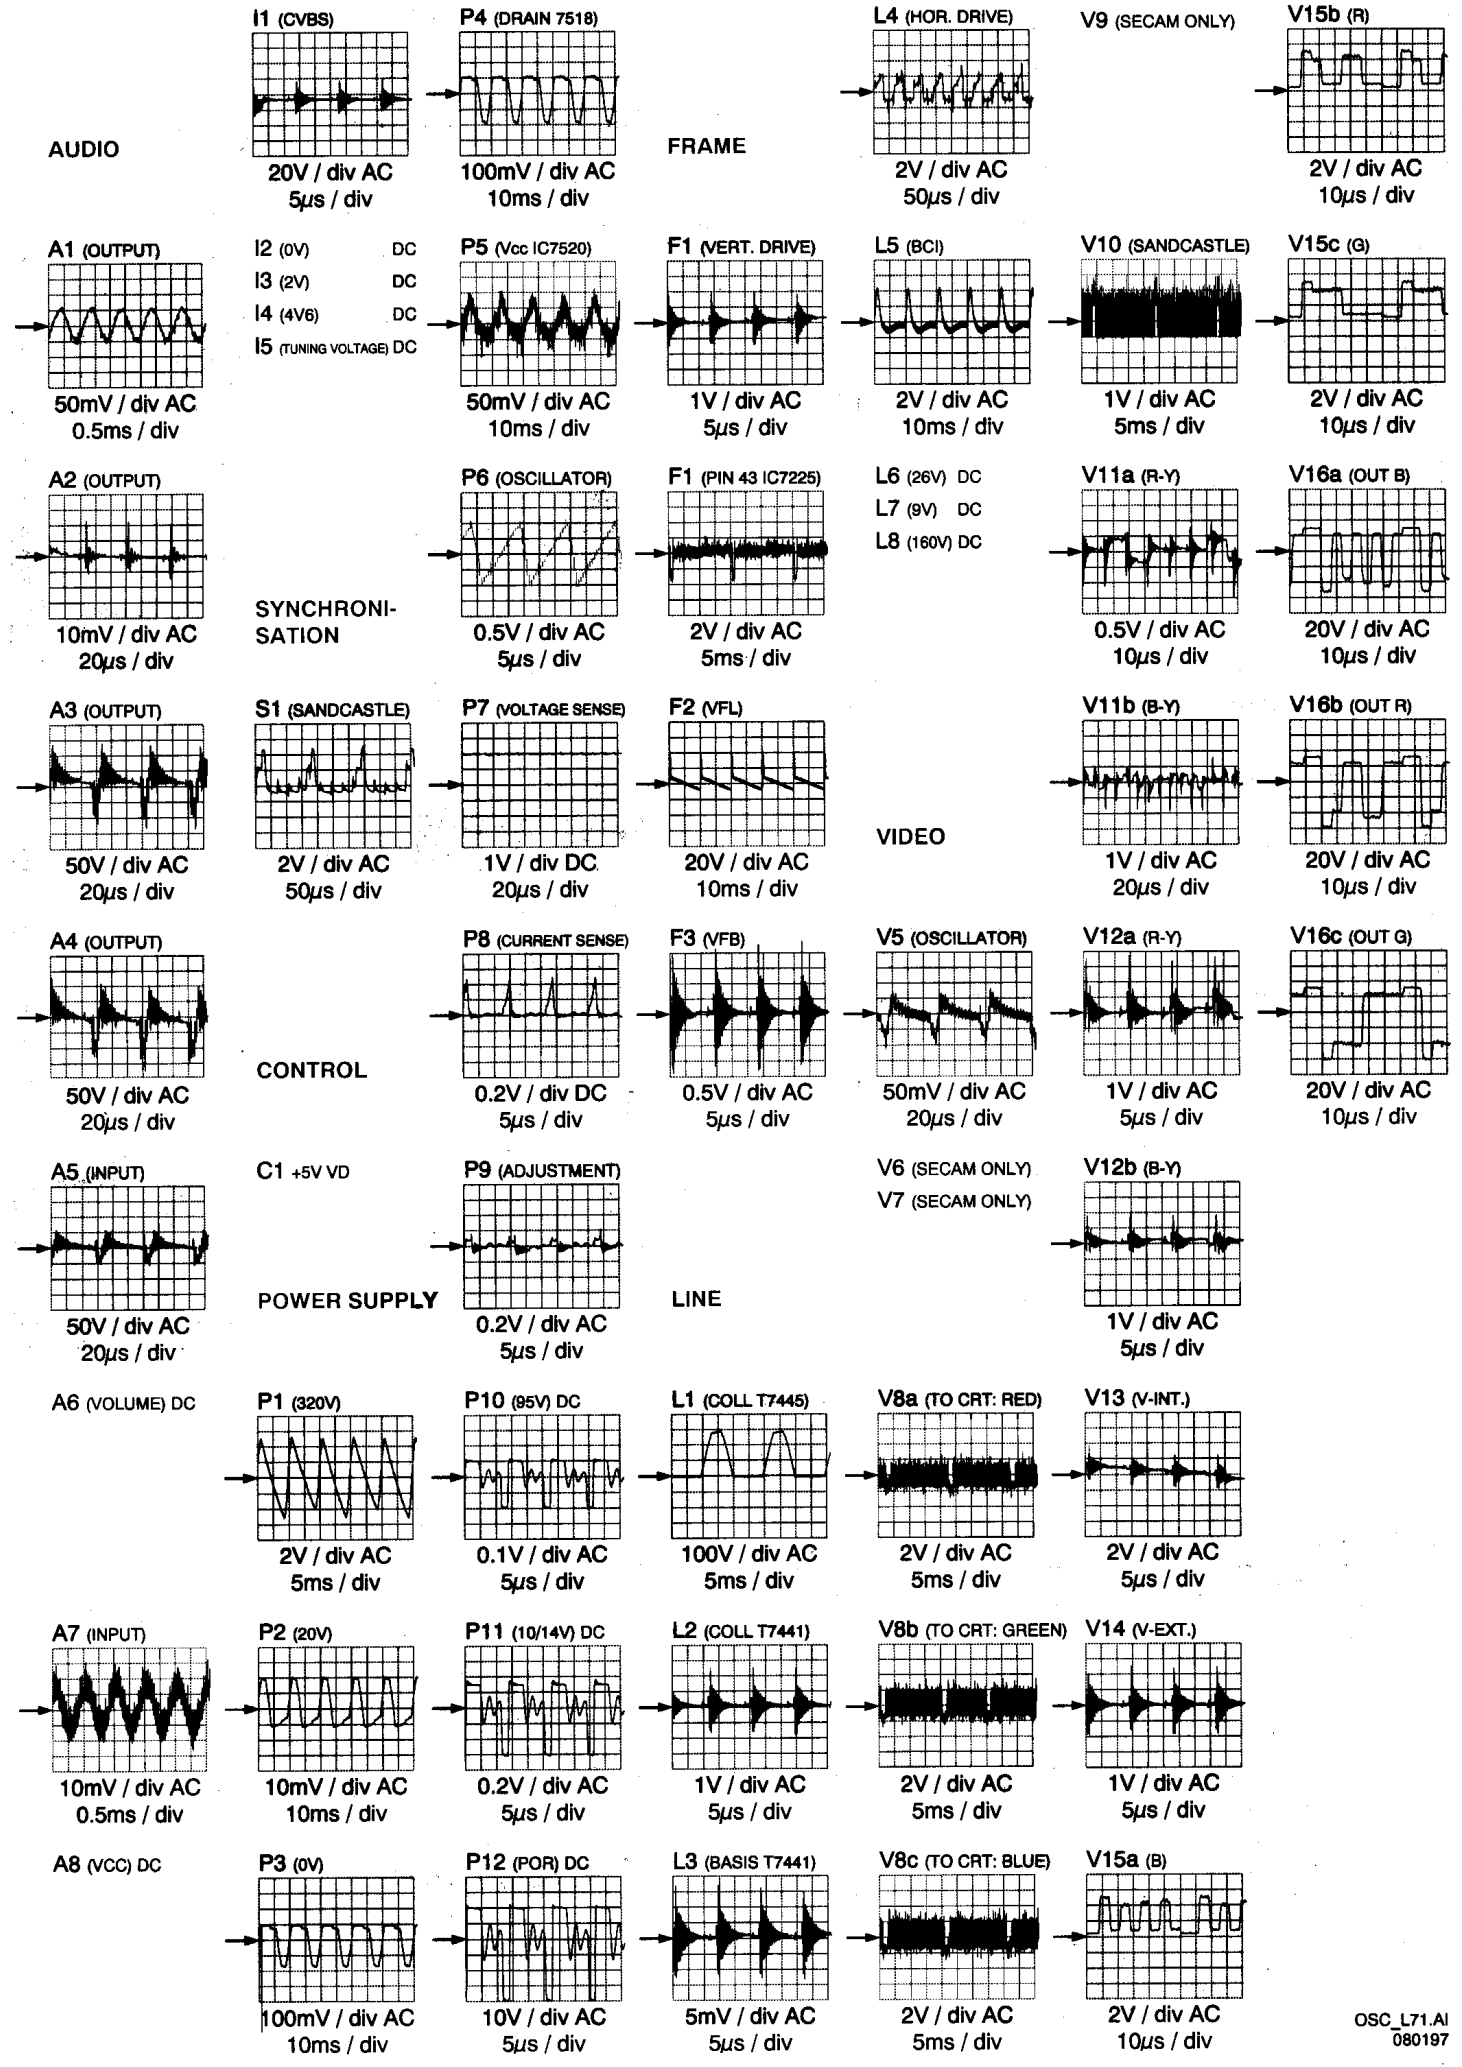 AUDIO
A1 (OUTPUT)
50mV / div AC
0.5ms / div
A2 (OUTPUT)
10mV / div AC
20µs / div
A3 (OUTPUT)
50V / div AC
20µs / div
A4 (OUTPUT)
50V / div AC
20µs / div
A5 (INPUT)
50V / div AC
20µs / div
A6 (VOLUME) DC
A7 (INPUT)
10mV / div AC
0.5ms / div
A8 (VCC) DC
I1 (CVBS)
20V / div AC
5µs / div
I2 (0V) DC
I3 (2V) DC
I4 (4V6) DC
I5 (TUNING VOLTAGE) DC
SYNCHRONI-
SATION
S1 (SANDCASTLE)
2V / div AC
50µs / div
CONTROL
C1 +5V VD
POWER SUPPLY
P1 (320V)
2V / div AC
5ms / div
P2 (20V)
10mV / div AC
10ms / div
P3 (0V)
100mV / div AC
10ms / div
P4 (DRAIN 7518)
100mV / div AC
10ms / div
P5 (Vcc IC7520)
50mV / div AC
10ms / div
P6 (OSCILLATOR)
0.5V / div AC
5µs / div
P7 (VOLTAGE SENSE)
1V / div DC
20µs / div
P8 (CURRENT SENSE)
0.2V / div DC
5µs / div
P9 (ADJUSTMENT)
0.2V / div AC
5µs / div
P10 (95V) DC
0.1V / div AC
5µs / div
P11 (10/14V) DC
0.2V / div AC
5µs / div
P12 (POR) DC
10V / div AC
5µs / div
FRAME
F1 (VERT. DRIVE)
1V / div AC
5µs / div
F1 (PIN 43 IC7225)
2V / div AC
5ms / div
F2 (VFL)
20V / div AC
10ms / div
F3 (VFB)
0.5V / div AC
5µs / div
LINE
L1 (COLL T7445)
100V / div AC
5ms / div
L2 (COLL T7441)
1V / div AC
5µs / div
L3 (BASIS T7441)
5mV / div AC
5µs / div
L4 (HOR. DRIVE)
2V / div AC
50µs / div
L5 (BCI)
2V / div AC
10ms / div
L6 (26V) DC
L7 (9V) DC
L8 (160V) DC
VIDEO
V5 (OSCILLATOR)
50mV / div AC
20µs / div
V6 (SECAM ONLY)
V7 (SECAM ONLY)
V8a (TO CRT: RED)
2V / div AC
5ms / div
V8b (TO CRT: GREEN)
2V / div AC
5ms / div
V8c (TO CRT: BLUE)
2V / div AC
5ms / div
V9 (SECAM ONLY)
V10 (SANDCASTLE)
1V / div AC
5ms / div
V11a (R-Y)
0.5V / div AC
10µs / div
V11b (B-Y)
1V / div AC
20µs / div
V12a (R-Y)
1V / div AC
5µs / div
V12b (B-Y)
1V / div AC
5µs / div
V13 (V-INT.)
2V / div AC
5µs / div
V14 (V-EXT.)
1V / div AC
5µs / div
V15a (B)
2V / div AC
10µs / div
V15b (R)
2V / div AC
10µs / div
V15c (G)
2V / div AC
10µs / div
V16a (OUT B)
20V / div AC
10µs / div
V16b (OUT R)
20V / div AC
10µs / div
V16c (OUT G)
20V / div AC
10µs / div
OSC_L71.AI
080197